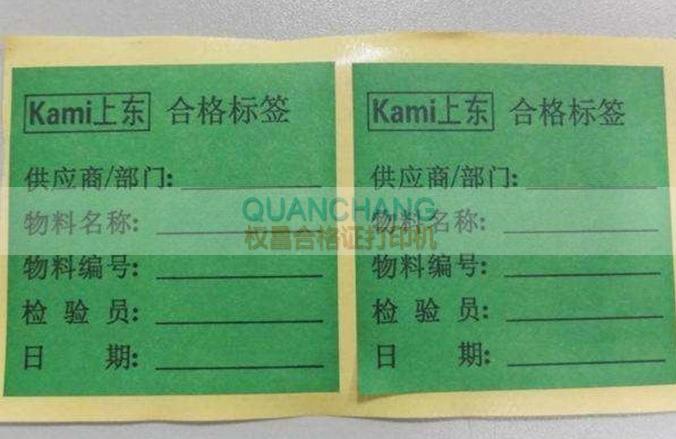 Kami上东 合格标签
供应商/部门:
物料名称:
物料编号:
检验员:
日期:
Kami上东 合格标签
供应商/部门:
物料名称:
物料编号:
检验员:
日期:
QUANCHANG
权昌合格证打印机